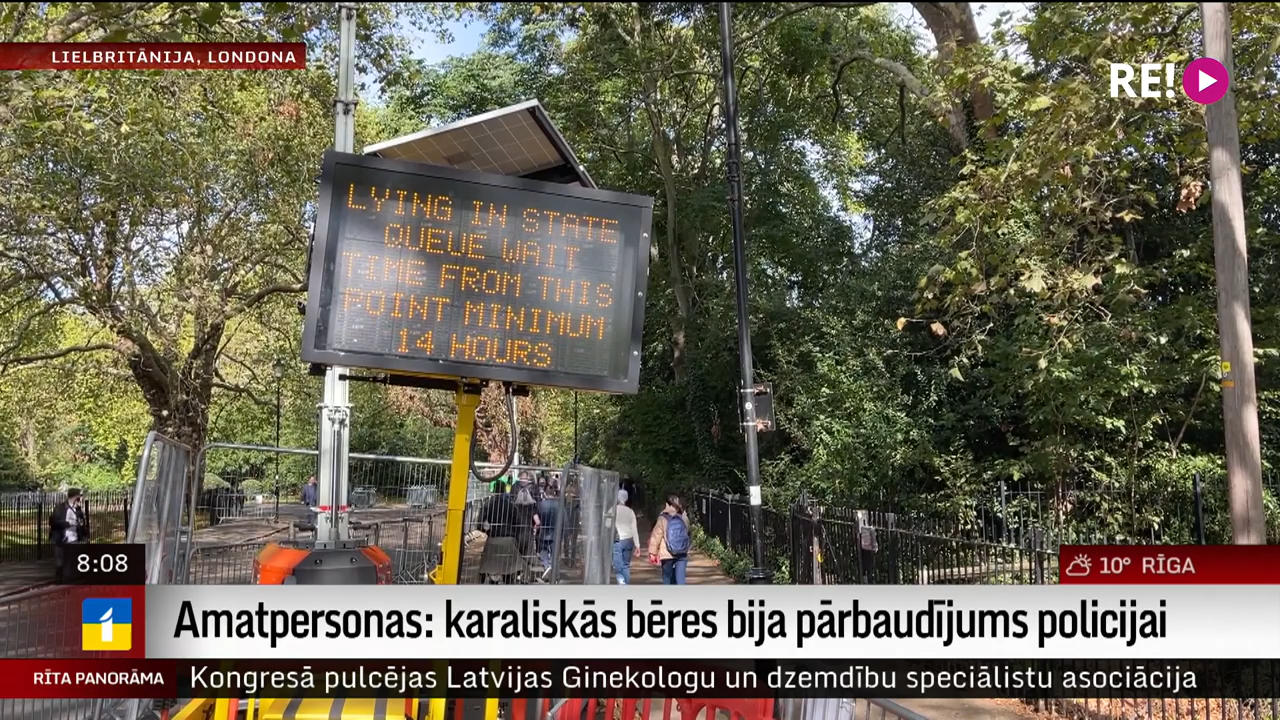 LIELBRITĀNIJA, LONDONA
RE!
LYING IN STATE
QUEUE WAIT
TIME FROM THIS
POINT MINIMUM
14 HOURS
8:08
10° RĪGA
1
Amatpersonas: karaliskās bēres bija pārbaudījums policijai
RĪTA PANORĀMA
Kongresā pulcējas Latvijas Ginekologu un dzemdību speciālistu asociācija